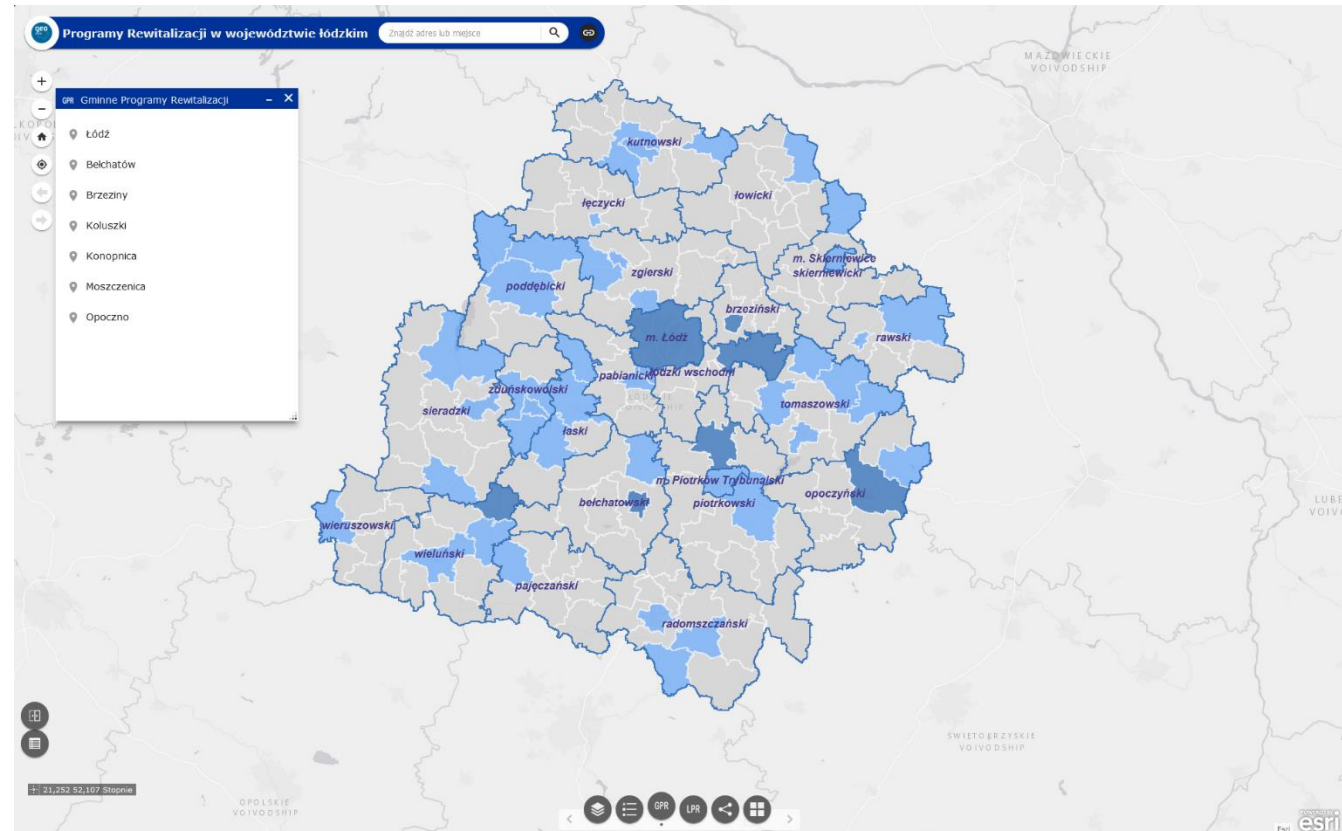 Programy Rewitalizacji w województwie łódzkim
Znajdź adres lub miejsce
MAZOWIECKIE
VOIVODSHIP
GPR Gminne Programy Rewitalizacji
Łódź
Bełchatów
Brzeziny
Koluszki
Konopnica
Moszczenica
Opoczno
kutnowski
łęczycki
łowicki
m. Skierniewice
skierniewicki
zgierski
poddębicki
brzeziński
m. Łódź
rawski
pabianicki
łódzki wschodni
zduńskowolski
sieradzki
tomaszowski
łaski
m. Piotrków Trybunalski
bełchatowski
piotrkowski
opoczyński
wieruszowski
wieluński
pajęczański
radomszczański
ŚWIĘTOKRZYSKIE
VOIVODSHIP
OPOLSKIE
VOIVODSHIP
21,252 52,107 Stopnie
GPR
LPR
Esri
esri